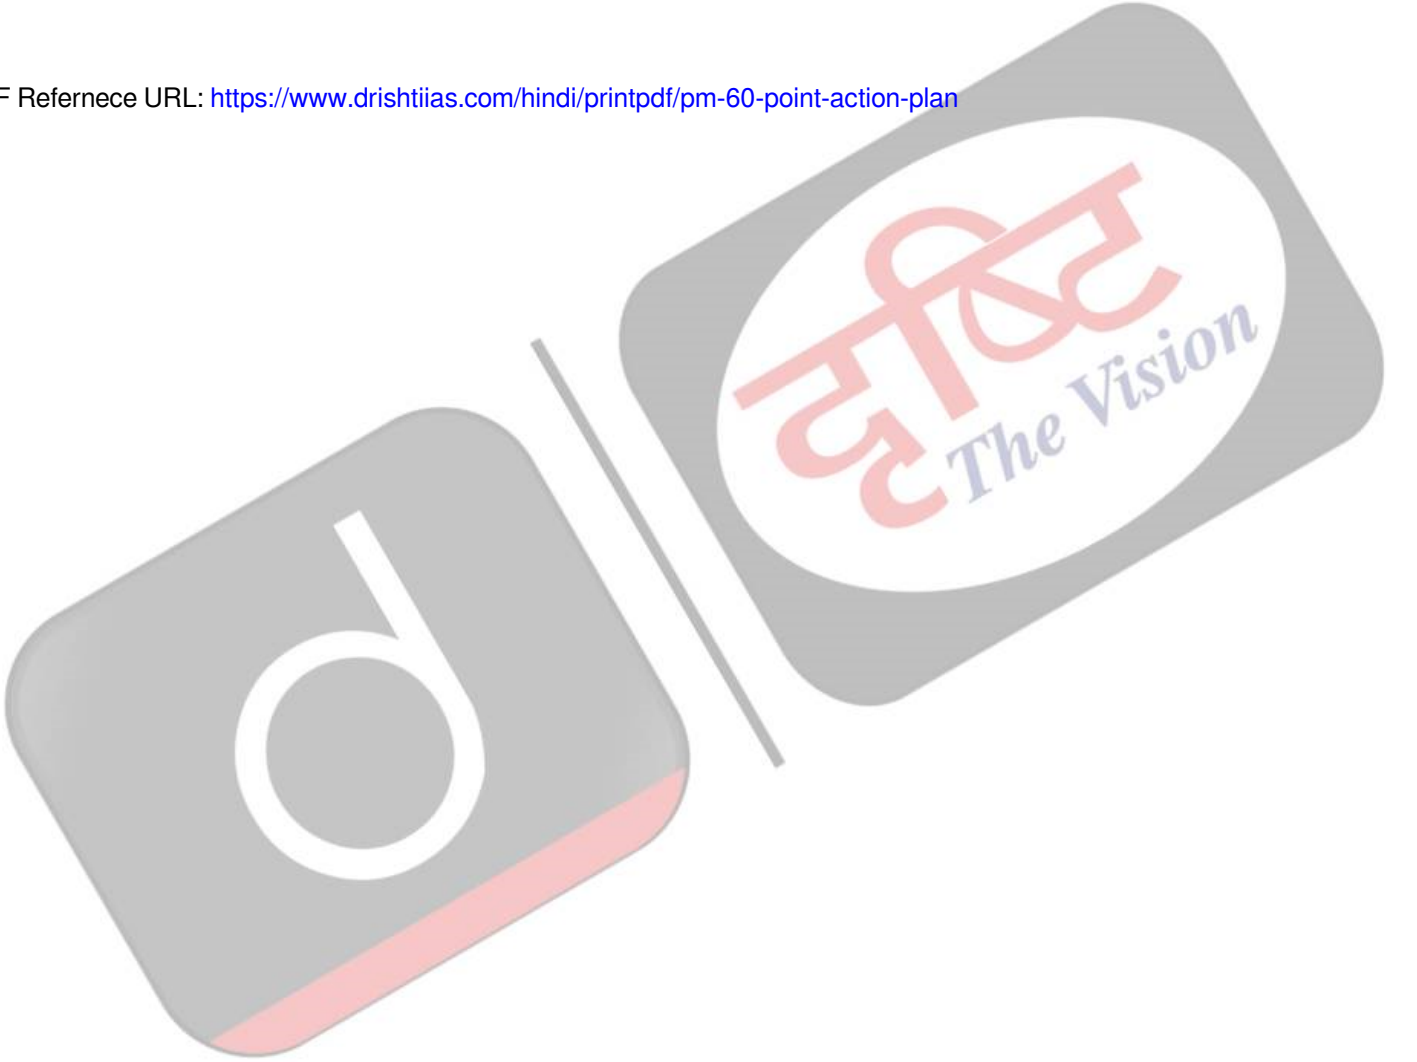 F Refernece URL: https://www.drishtiias.com/hindi/printpdf/pm-60-point-action-plan
दृष्टि
The Vision
d